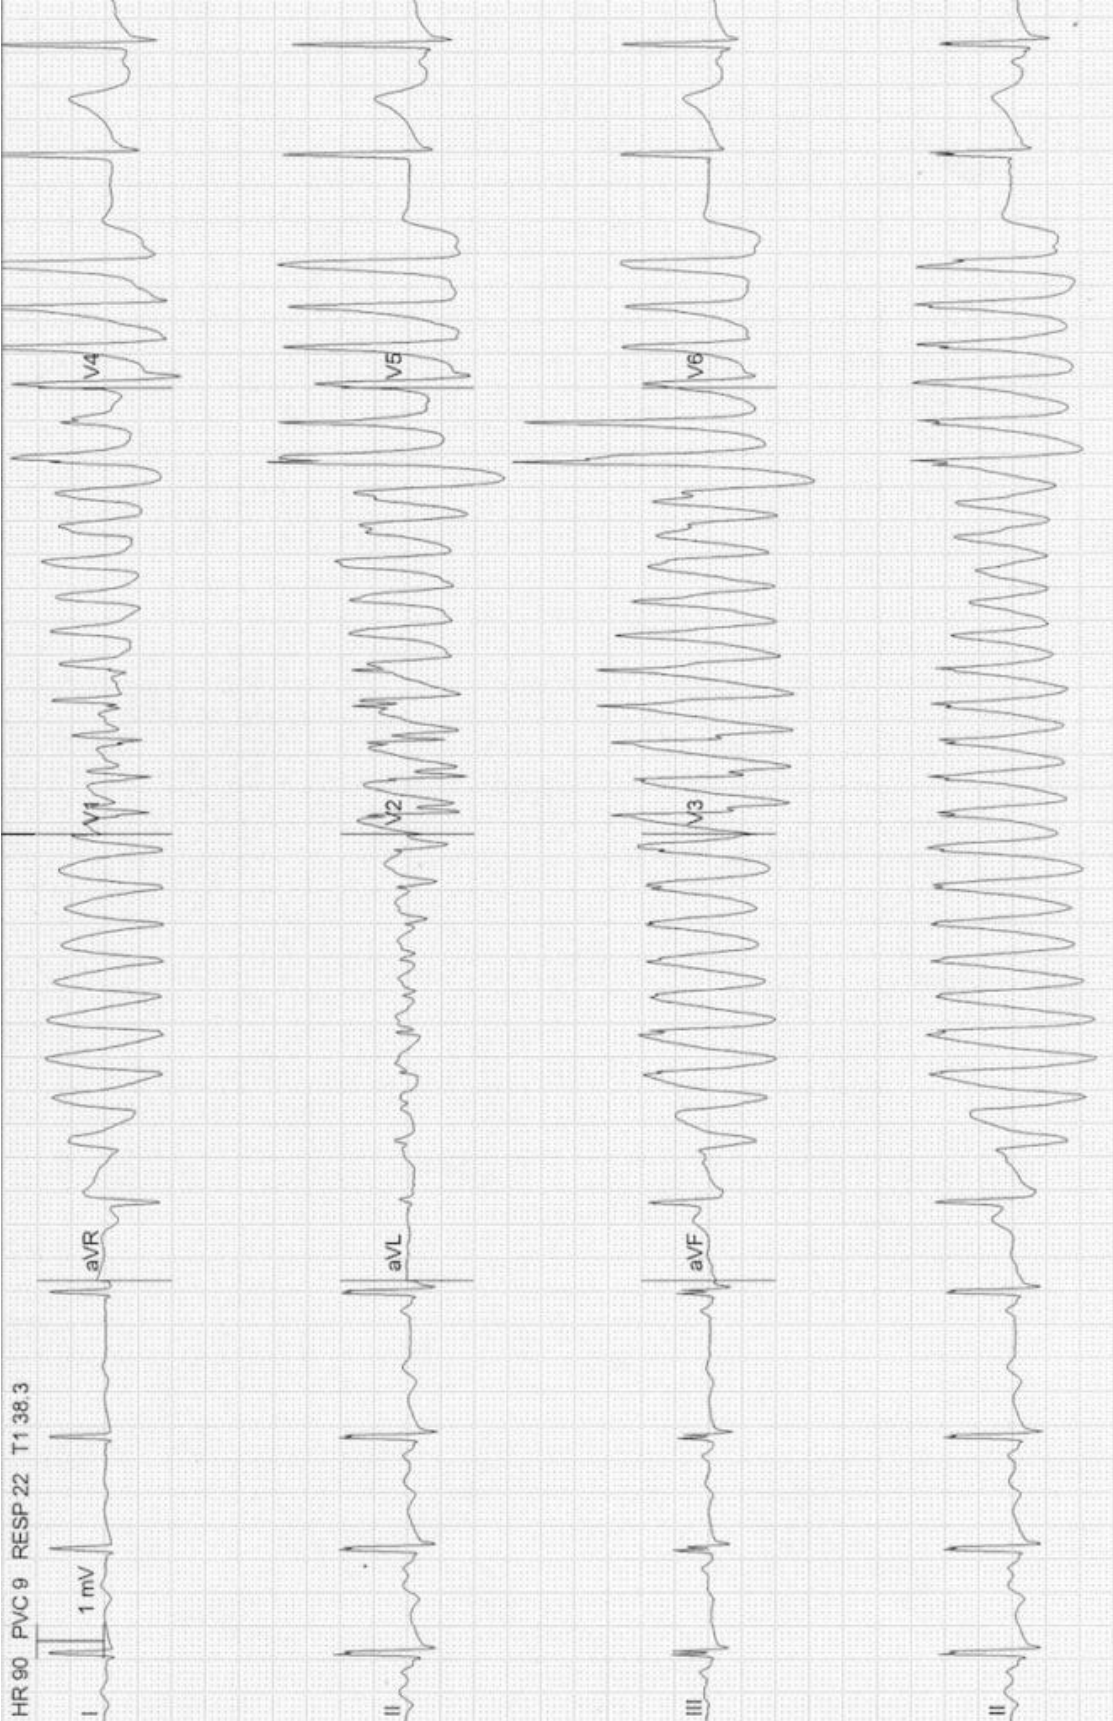 HR 90 PVC 9 RESP 22 T1 38.3
1 mV
I aVR V1 V4
II aVL V2 V5
III aVF V3 V6
II